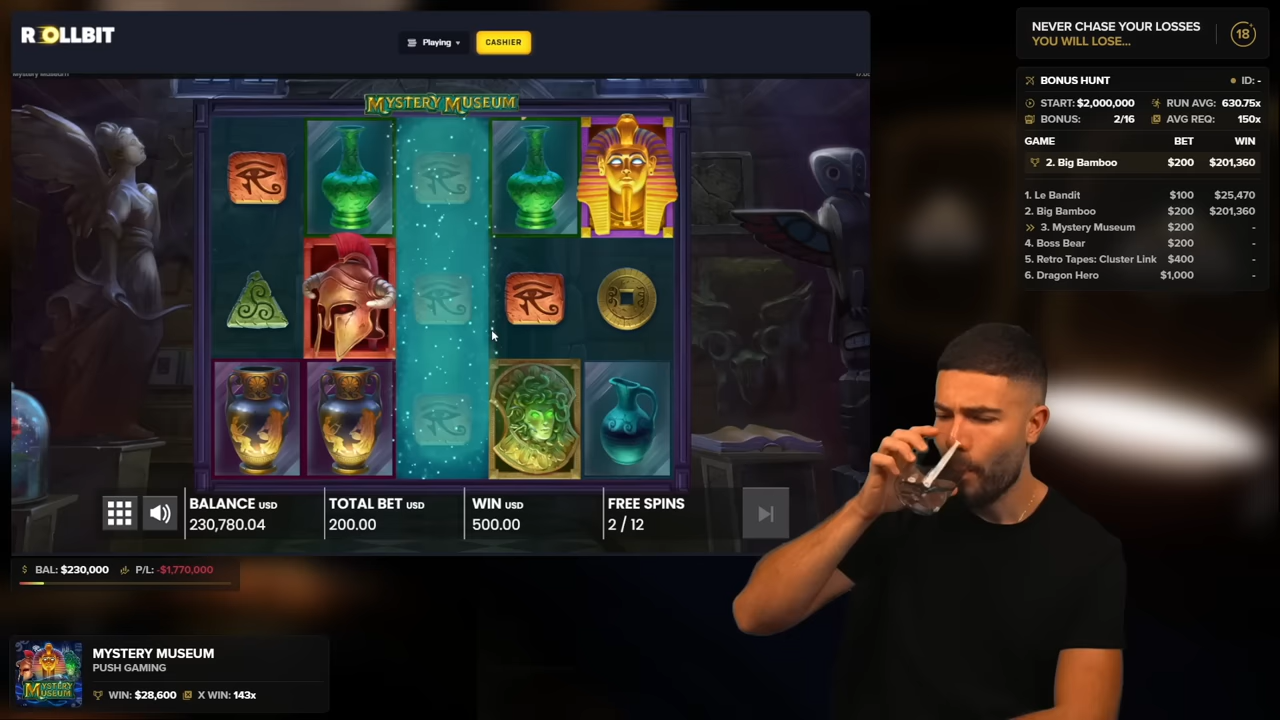 ROLLBIT
Playing
CASHIER
Mystery Museum
MYSTERY MUSEUM
BALANCE USD
230,780.04
TOTAL BET USD
200.00
WIN USD
500.00
FREE SPINS
2 / 12
BAL: $230,000
P/L: -$1,770,000
MYSTERY MUSEUM
MYSTERY MUSEUM
PUSH GAMING
WIN: $28,600
X WIN: 143x
NEVER CHASE YOUR LOSSES
YOU WILL LOSE...
18
BONUS HUNT
ID: -
START: $2,000,000
RUN AVG: 630.75x
BONUS: 2/16
AVG REQ: 150x
GAME BET WIN
2. Big Bamboo $200 $201,360
1. Le Bandit $100 $25,470
2. Big Bamboo $200 $201,360
3. Mystery Museum $200 -
4. Boss Bear $200 -
5. Retro Tapes: Cluster Link $400 -
6. Dragon Hero $1,000 -